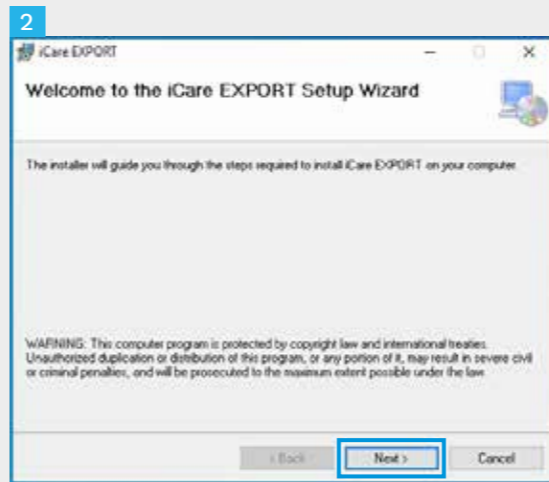 2
iCare EXPORT
Welcome to the iCare EXPORT Setup Wizard
The installer will guide you through the steps required to install iCare EXPORT on your computer.
WARNING: This computer program is protected by copyright law and international treaties.
Unauthorized duplication or distribution of this program, or any portion of it, may result in severe civil
or criminal penalties, and will be prosecuted to the maximum extent possible under the law.
< Back
Next >
Cancel